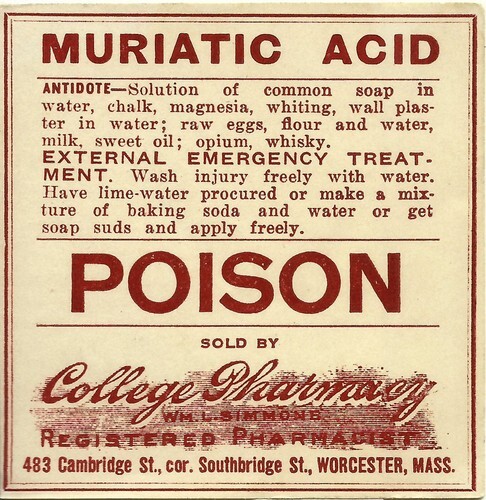 MURIATIC ACID
ANTIDOTE—Solution of common soap in
water, chalk, magnesia, whiting, wall plas-
ter in water; raw eggs, flour and water,
milk, sweet oil; opium, whisky.
EXTERNAL EMERGENCY TREAT-
MENT. Wash injury freely with water.
Have lime-water procured or make a mix-
ture of baking soda and water or get
soap suds and apply freely.
POISON
SOLD BY
College Pharmacy
WM. L. SIMMONS
REGISTERED PHARMACIST
483 Cambridge St., cor. Southbridge St., WORCESTER, MASS.